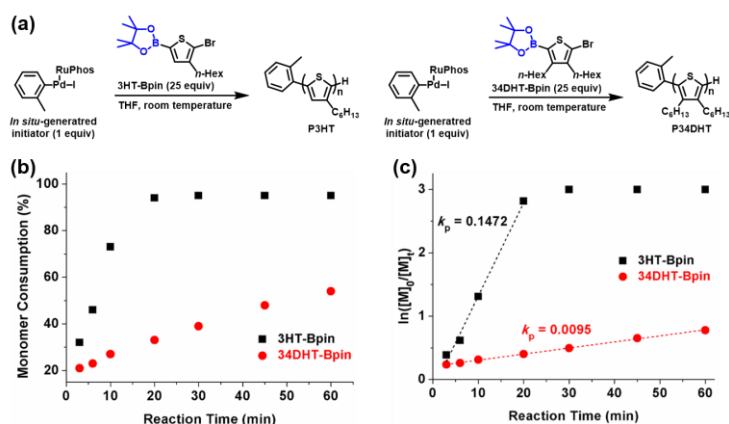 (a)
O
B
O
S
Br
n-Hex
RuPhos
Pd-I
3HT-Bpin (25 equiv)
THF, room temperature
In situ-generatred
initiator (1 equiv)
S
H
n
C6H13
P3HT
O
B
O
S
Br
n-Hex
n-Hex
RuPhos
Pd-I
34DHT-Bpin (25 equiv)
THF, room temperature
In situ-generatred
initiator (1 equiv)
S
H
n
C6H13
C6H13
P34DHT
(b)
Monomer Consumption (%)
100
80
60
40
20
3HT-Bpin
34DHT-Bpin
0 10 20 30 40 50 60
Reaction Time (min)
(c)
ln([M]0/[M]t)
3
2
1
0
kp = 0.1472
3HT-Bpin
34DHT-Bpin
kp = 0.0095
0 10 20 30 40 50 60
Reaction Time (min)